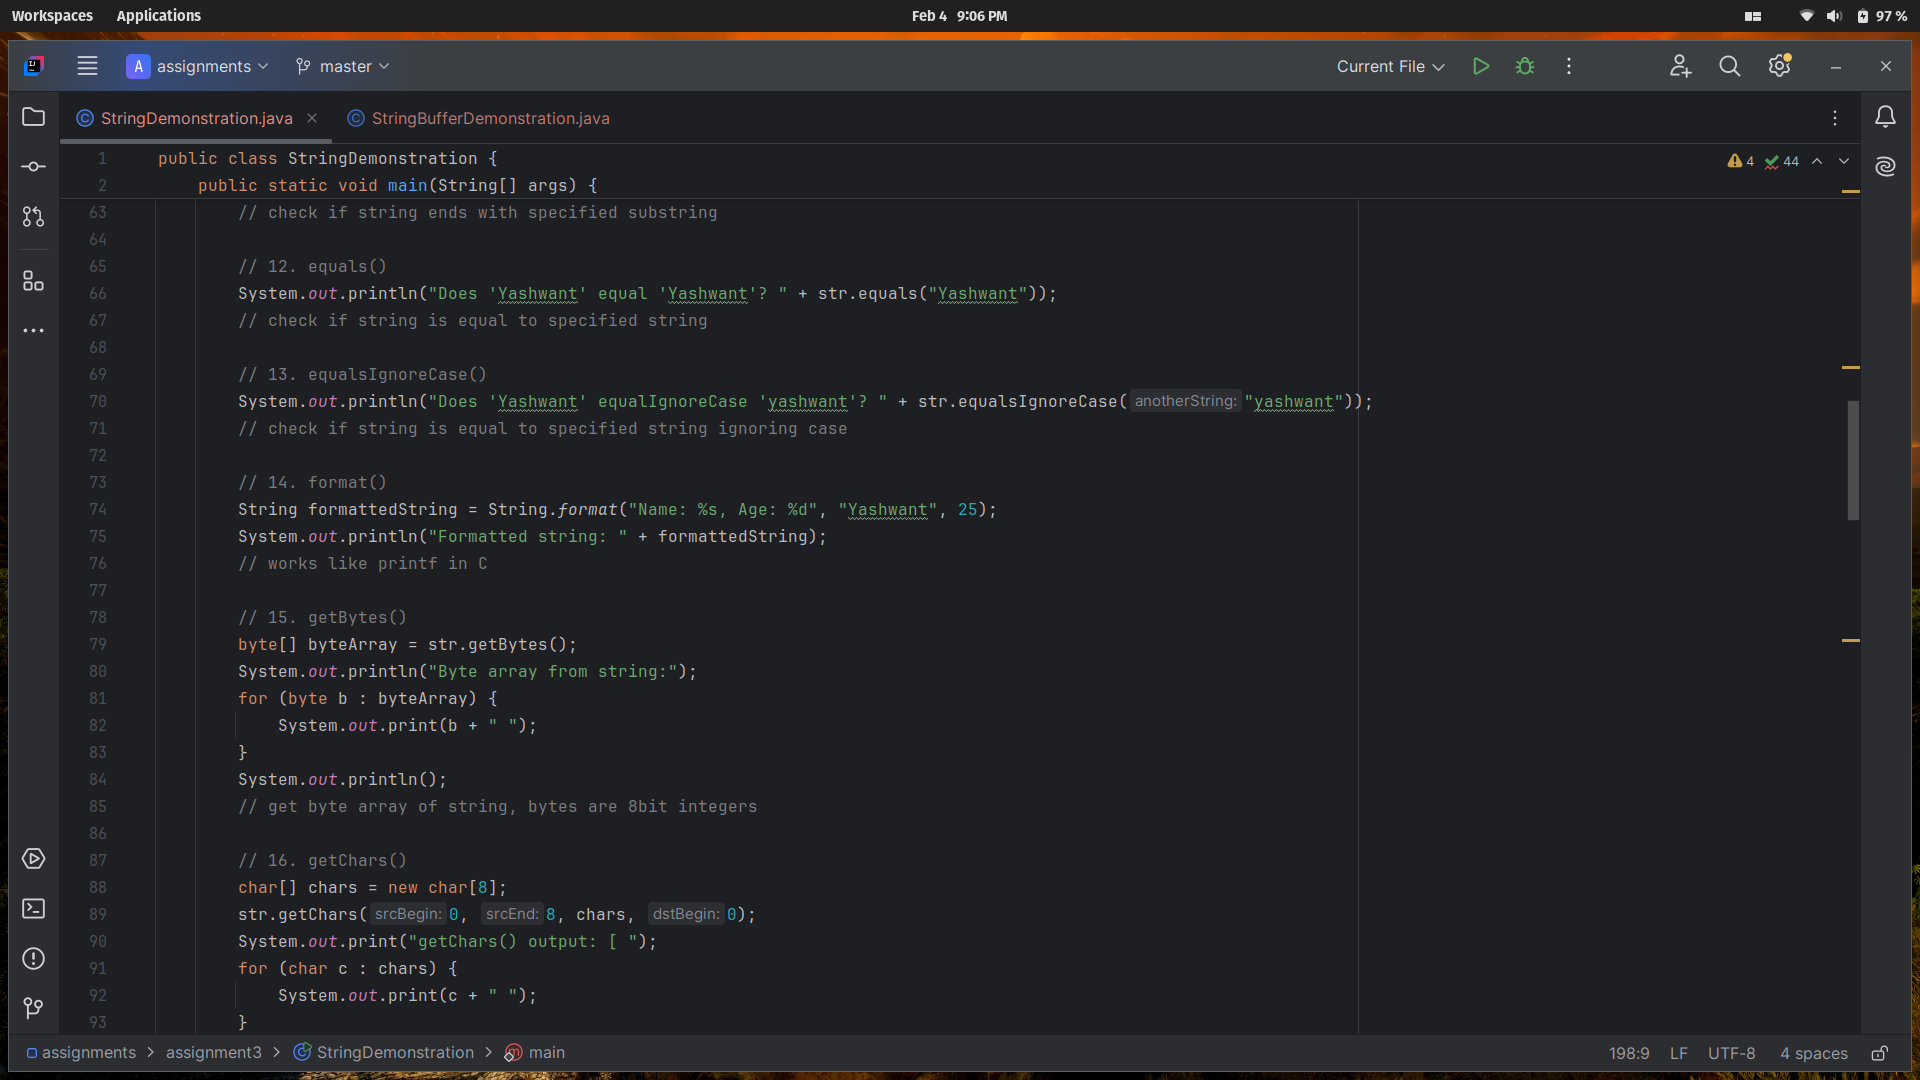 Workspaces Applications Feb 4 9:06 PM 97 %
A assignments master Current File
StringDemonstration.java StringBufferDemonstration.java
4 44
1 public class StringDemonstration {
2 public static void main(String[] args) {
63 // check if string ends with specified substring
64
65 // 12. equals()
66 System.out.println("Does 'Yashwant' equal 'Yashwant'? " + str.equals("Yashwant"));
67 // check if string is equal to specified string
68
69 // 13. equalsIgnoreCase()
70 System.out.println("Does 'Yashwant' equalIgnoreCase 'yashwant'? " + str.equalsIgnoreCase( anotherString: "yashwant"));
71 // check if string is equal to specified string ignoring case
72
73 // 14. format()
74 String formattedString = String.format("Name: %s, Age: %d", "Yashwant", 25);
75 System.out.println("Formatted string: " + formattedString);
76 // works like printf in C
77
78 // 15. getBytes()
79 byte[] byteArray = str.getBytes();
80 System.out.println("Byte array from string:");
81 for (byte b : byteArray) {
82 System.out.print(b + " ");
83 }
84 System.out.println();
85 // get byte array of string, bytes are 8bit integers
86
87 // 16. getChars()
88 char[] chars = new char[8];
89 str.getChars( srcBegin: 0, srcEnd: 8, chars, dstBegin: 0);
90 System.out.print("getChars() output: [ ");
91 for (char c : chars) {
92 System.out.print(c + " ");
93 }
assignments > assignment3 > StringDemonstration > main 198:9 LF UTF-8 4 spaces